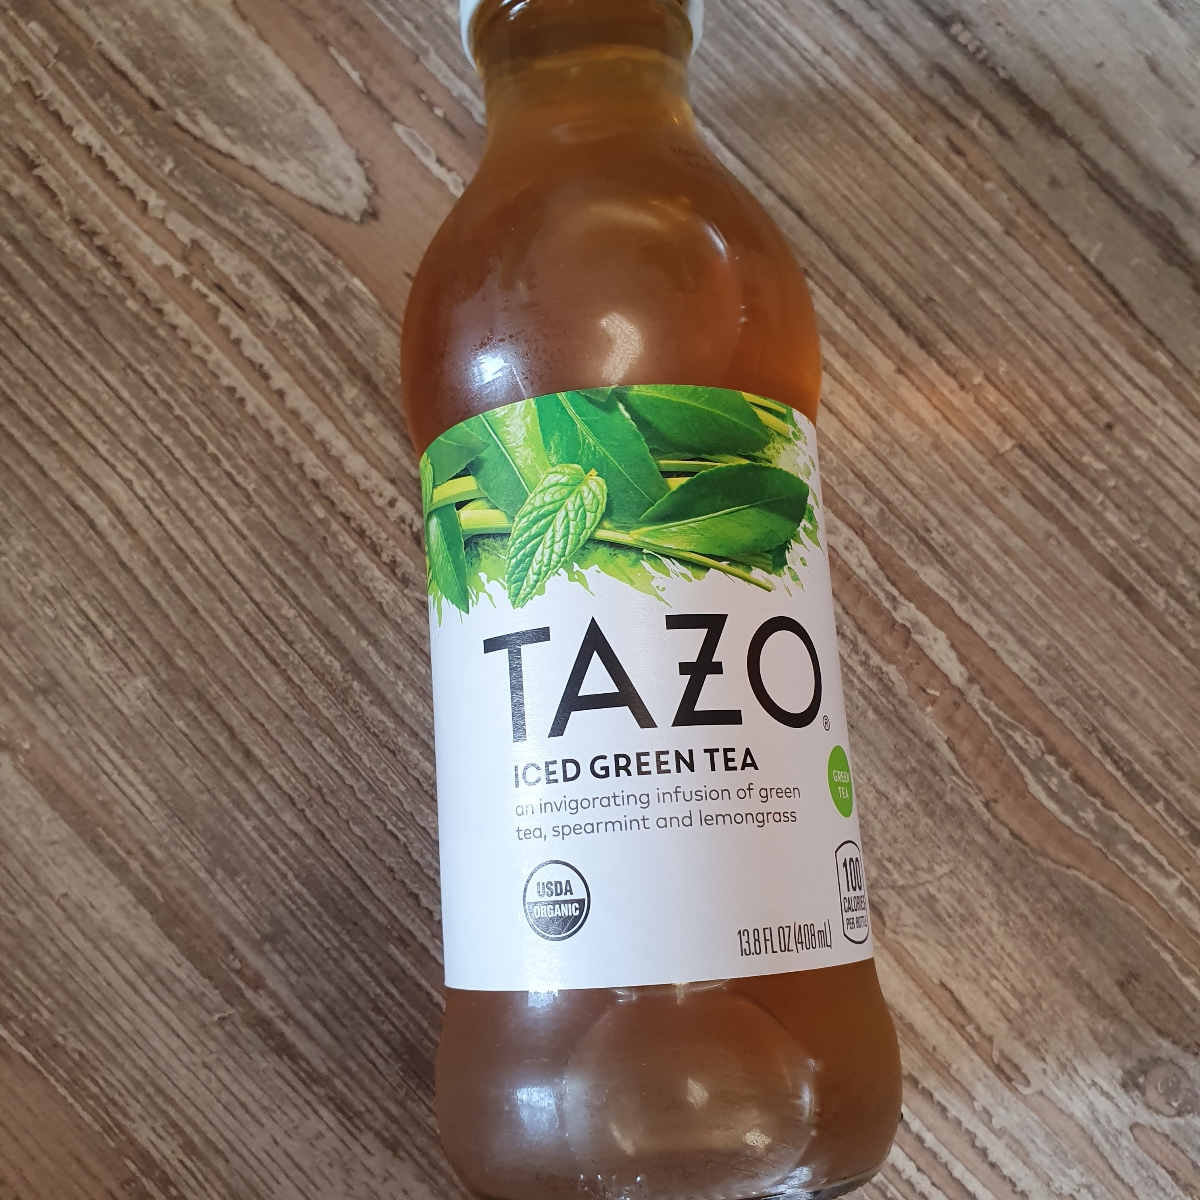 TAZO®
ICED GREEN TEA
an invigorating infusion of green
tea, spearmint and lemongrass
GREEN
TEA
USDA
ORGANIC
100
CALORIES
PER BOTTLE
13.8 FL OZ (408 mL)